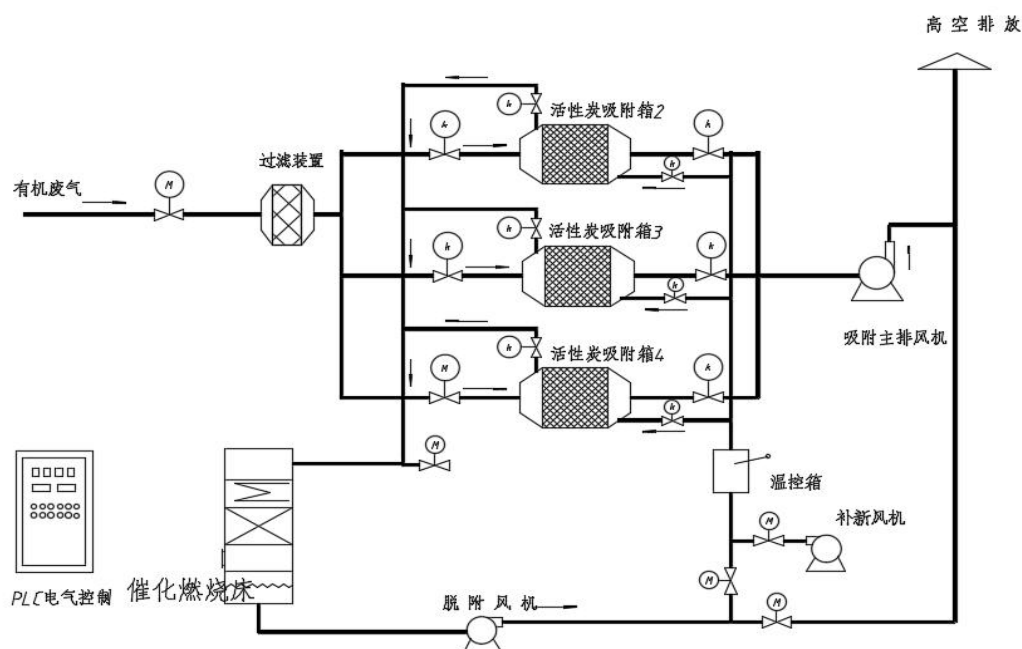 高空排放
活性炭吸附箱2
k
k
k
过滤装置
k
有机废气
M
活性炭吸附箱3
k
k
k
k
吸附主排风机
活性炭吸附箱4
k
M
k
k
M
温控箱
补新风机
M
M
PLC电气控制
催化燃烧床
脱附风机
M